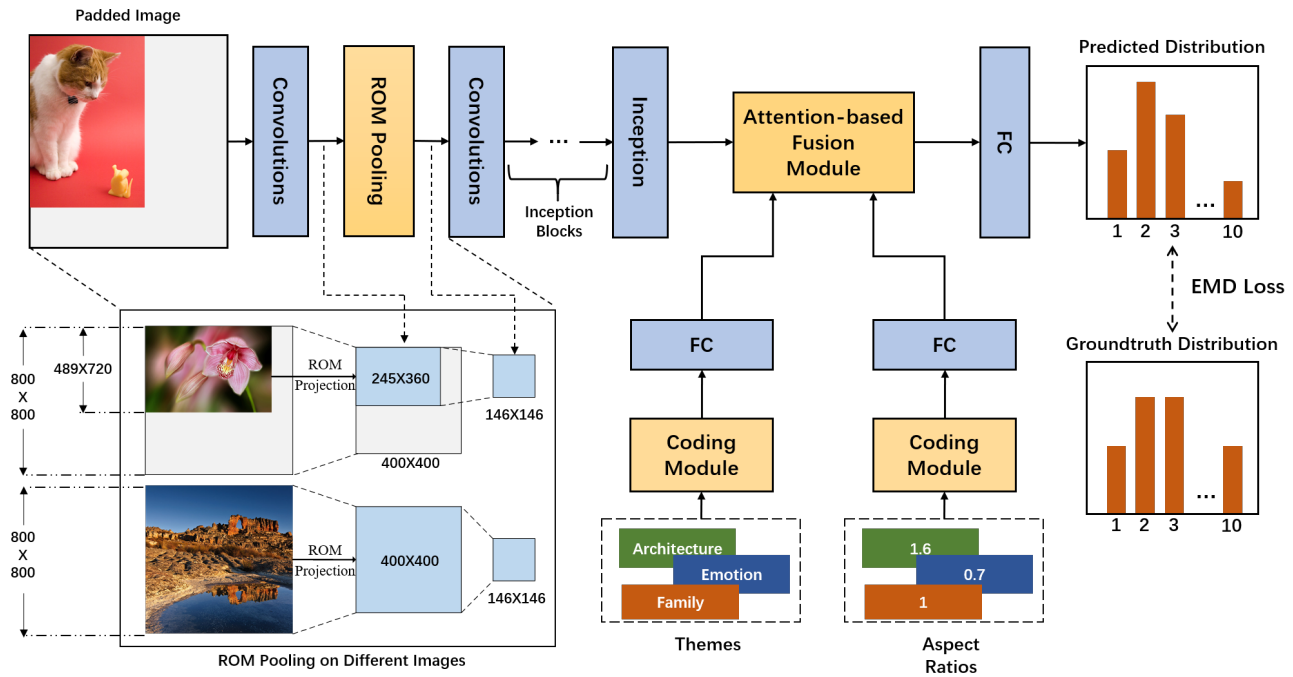 Padded Image
Convolutions
ROM Pooling
Convolutions
...
Inception
Blocks
Inception
Attention-based
Fusion
Module
FC
Predicted Distribution
...
1 2 3 10
EMD Loss
Groundtruth Distribution
...
1 2 3 10
FC
FC
Coding
Module
Coding
Module
Architecture
Emotion
Family
Themes
1.6
0.7
1
Aspect
Ratios
800
X
800
489X720
ROM
Projection
245X360
400X400
146X146
800
X
800
ROM
Projection
400X400
146X146
ROM Pooling on Different Images